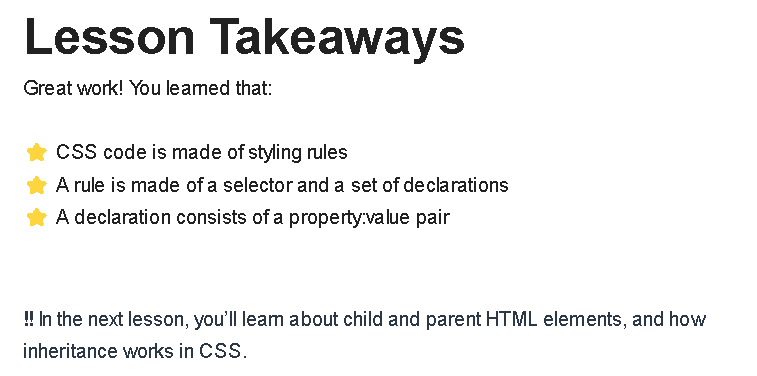 Lesson Takeaways
Great work! You learned that:
CSS code is made of styling rules
A rule is made of a selector and a set of declarations
A declaration consists of a property:value pair
!! In the next lesson, you’ll learn about child and parent HTML elements, and how
inheritance works in CSS.